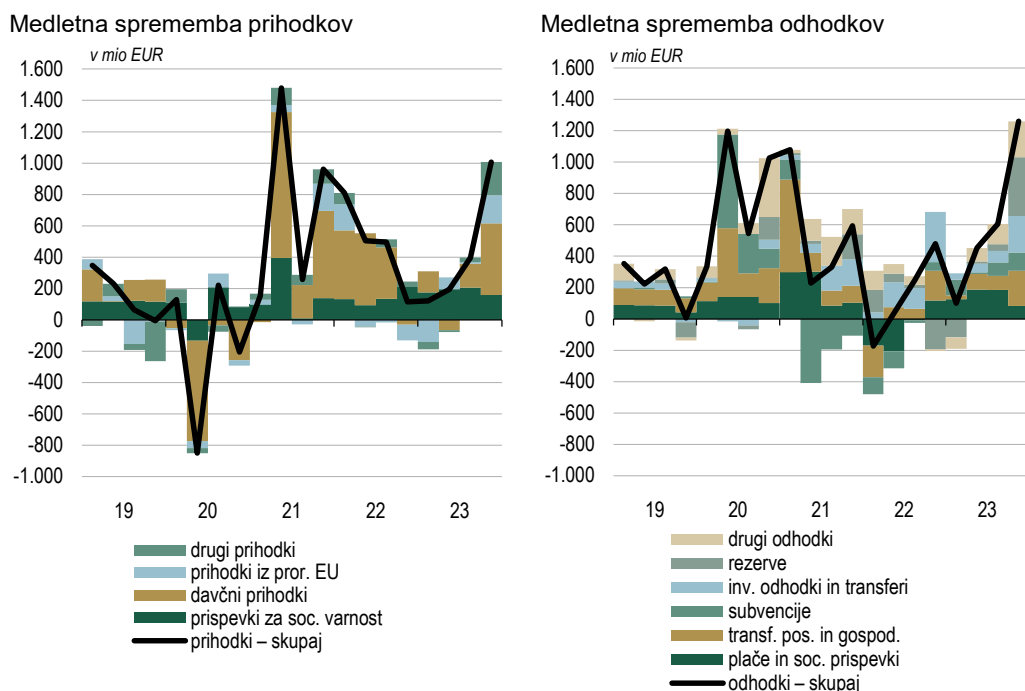 Medletna sprememba prihodkov
v mio EUR
1.600
1.400
1.200
1.000
800
600
400
200
0
-200
-400
-600
-800
-1.000
19 20 21 22 23
drugi prihodki
prihodki iz pror. EU
davčni prihodki
prispevki za soc. varnost
prihodki – skupaj
Medletna sprememba odhodkov
v mio EUR
1.600
1.400
1.200
1.000
800
600
400
200
0
-200
-400
-600
-800
-1.000
19 20 21 22 23
drugi odhodki
rezerve
inv. odhodki in transferi
subvencije
transf. pos. in gospod.
plače in soc. prispevki
odhodki – skupaj